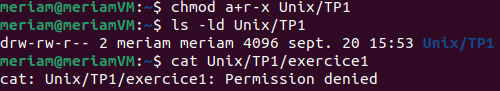 meriam@meriamVM:~$ chmod a+r-x Unix/TP1
meriam@meriamVM:~$ ls -ld Unix/TP1
drw-rw-r-- 2 meriam meriam 4096 sept. 20 15:53 Unix/TP1
meriam@meriamVM:~$ cat Unix/TP1/exercice1
cat: Unix/TP1/exercice1: Permission denied